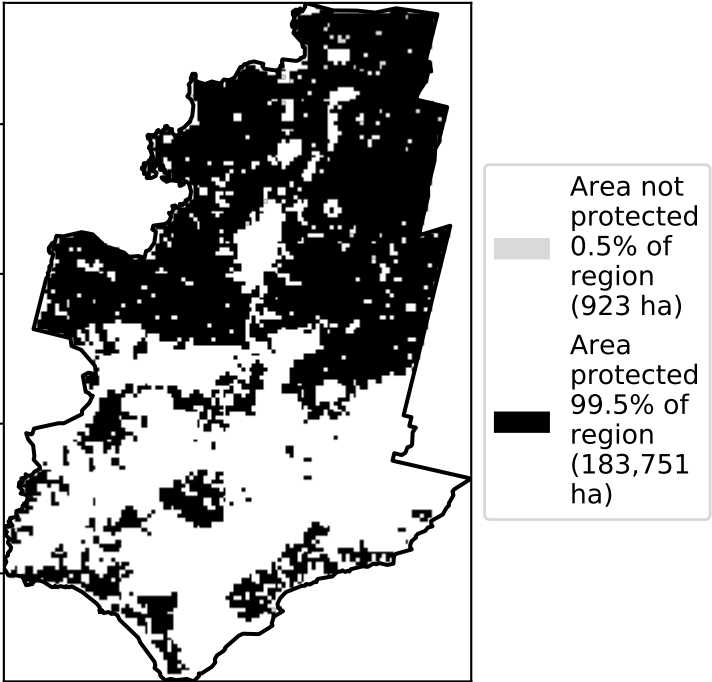 Area not
protected
0.5% of
region
(923 ha)
Area
protected
99.5% of
region
(183,751
ha)